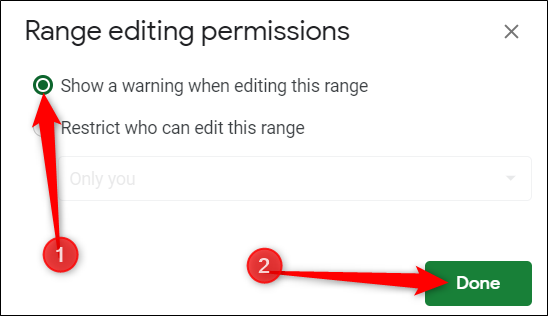 Range editing permissions
Show a warning when editing this range
Restrict who can edit this range
Only you
1
2
Done